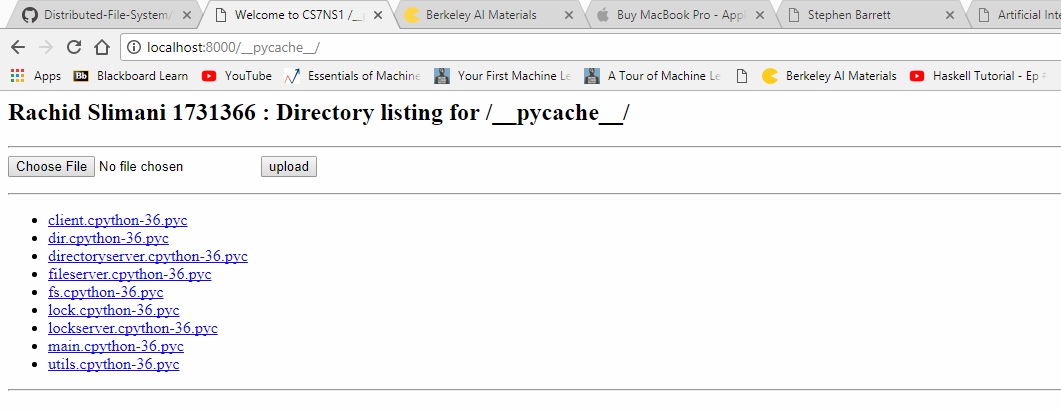 Distributed-File-System/ Welcome to CS7NS1 /__p Berkeley AI Materials Buy MacBook Pro - Appl Stephen Barrett Artificial Inte
localhost:8000/__pycache__/
Apps Blackboard Learn YouTube Essentials of Machine Your First Machine Le A Tour of Machine Le Berkeley AI Materials Haskell Tutorial - Ep
Rachid Slimani 1731366 : Directory listing for /__pycache__/
Choose File No file chosen upload
client.cpython-36.pyc
dir.cpython-36.pyc
directoryserver.cpython-36.pyc
fileserver.cpython-36.pyc
fs.cpython-36.pyc
lock.cpython-36.pyc
lockserver.cpython-36.pyc
main.cpython-36.pyc
utils.cpython-36.pyc